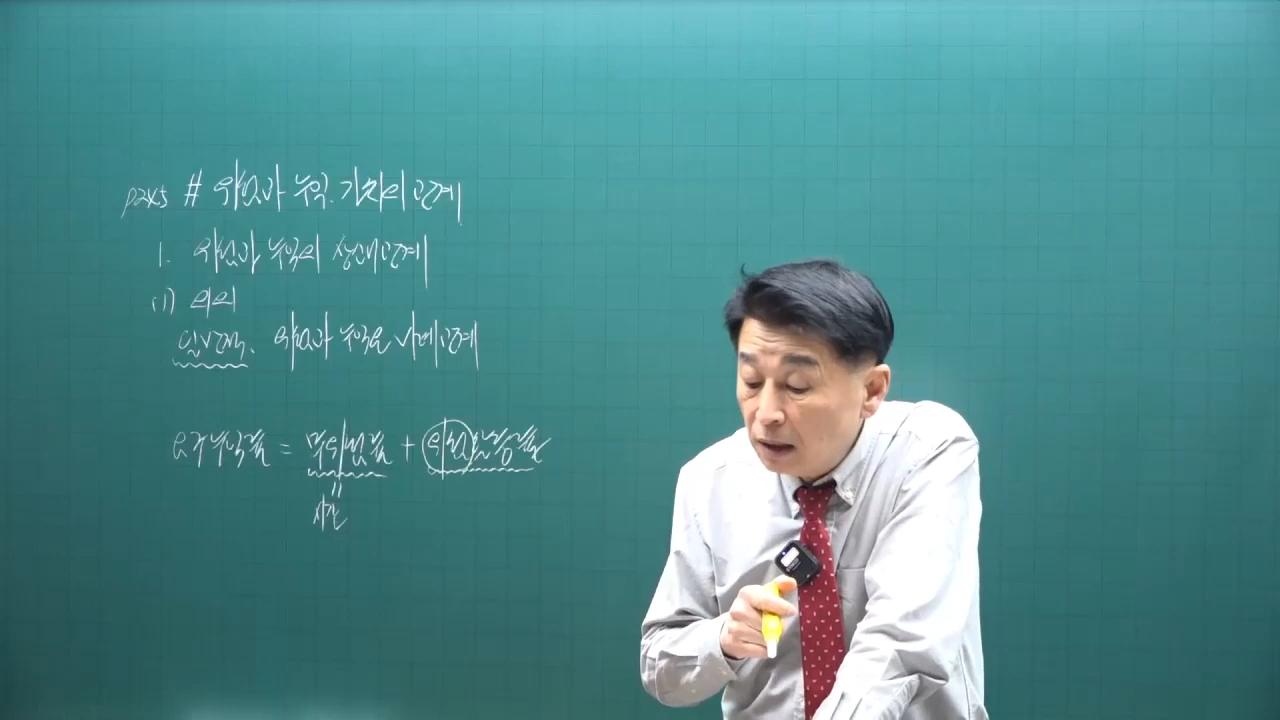 p245 # 위험과 수익. 가치의 관계
1. 위험과 수익의 상쇄관계
(1) 의의
일반적. 위험과 수익은 비례관계
요구수익률 = 무위험률 + 위험할증률
〃
시간